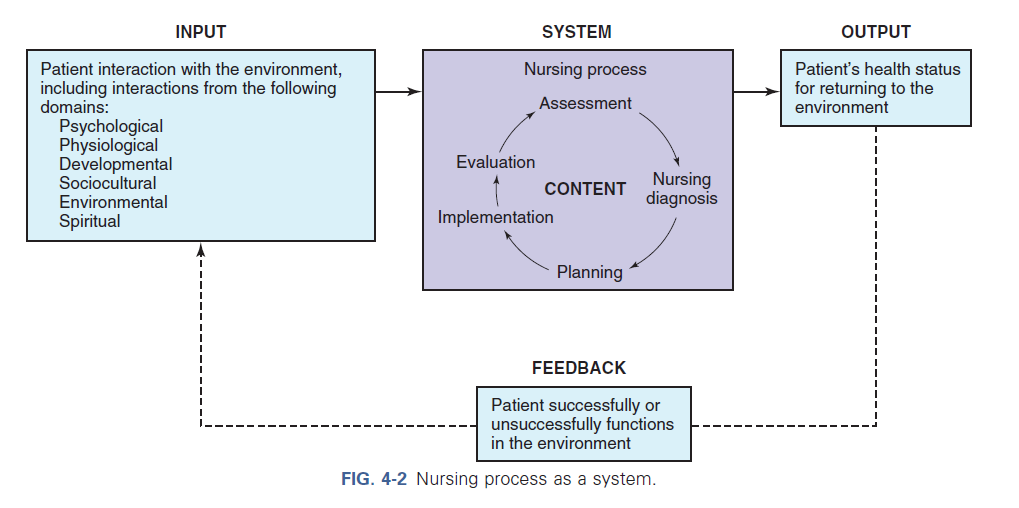 INPUT
Patient interaction with the environment,
including interactions from the following
domains:
Psychological
Physiological
Developmental
Sociocultural
Environmental
Spiritual
SYSTEM
Nursing process
Assessment
Nursing
diagnosis
Planning
Implementation
Evaluation
CONTENT
OUTPUT
Patient’s health status
for returning to the
environment
FEEDBACK
Patient successfully or
unsuccessfully functions
in the environment
FIG. 4-2 Nursing process as a system.